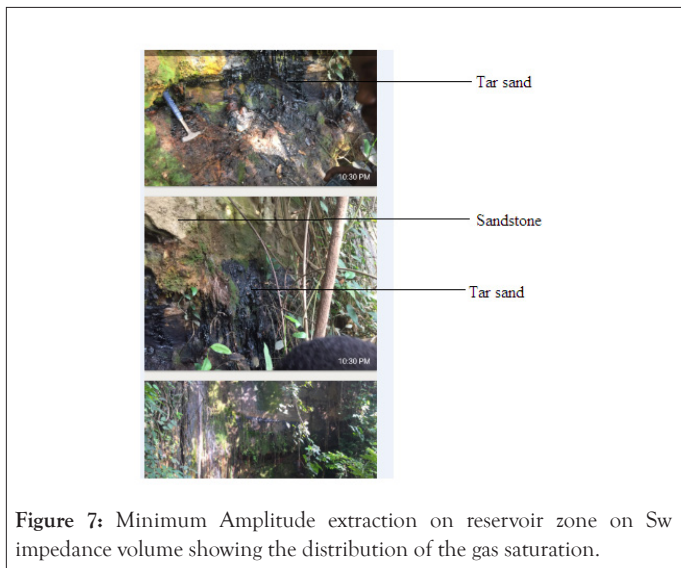 Tar sand
10:30 PM
Sandstone
Tar sand
10:30 PM
Figure 7: Minimum Amplitude extraction on reservoir zone on Sw
impedance volume showing the distribution of the gas saturation.